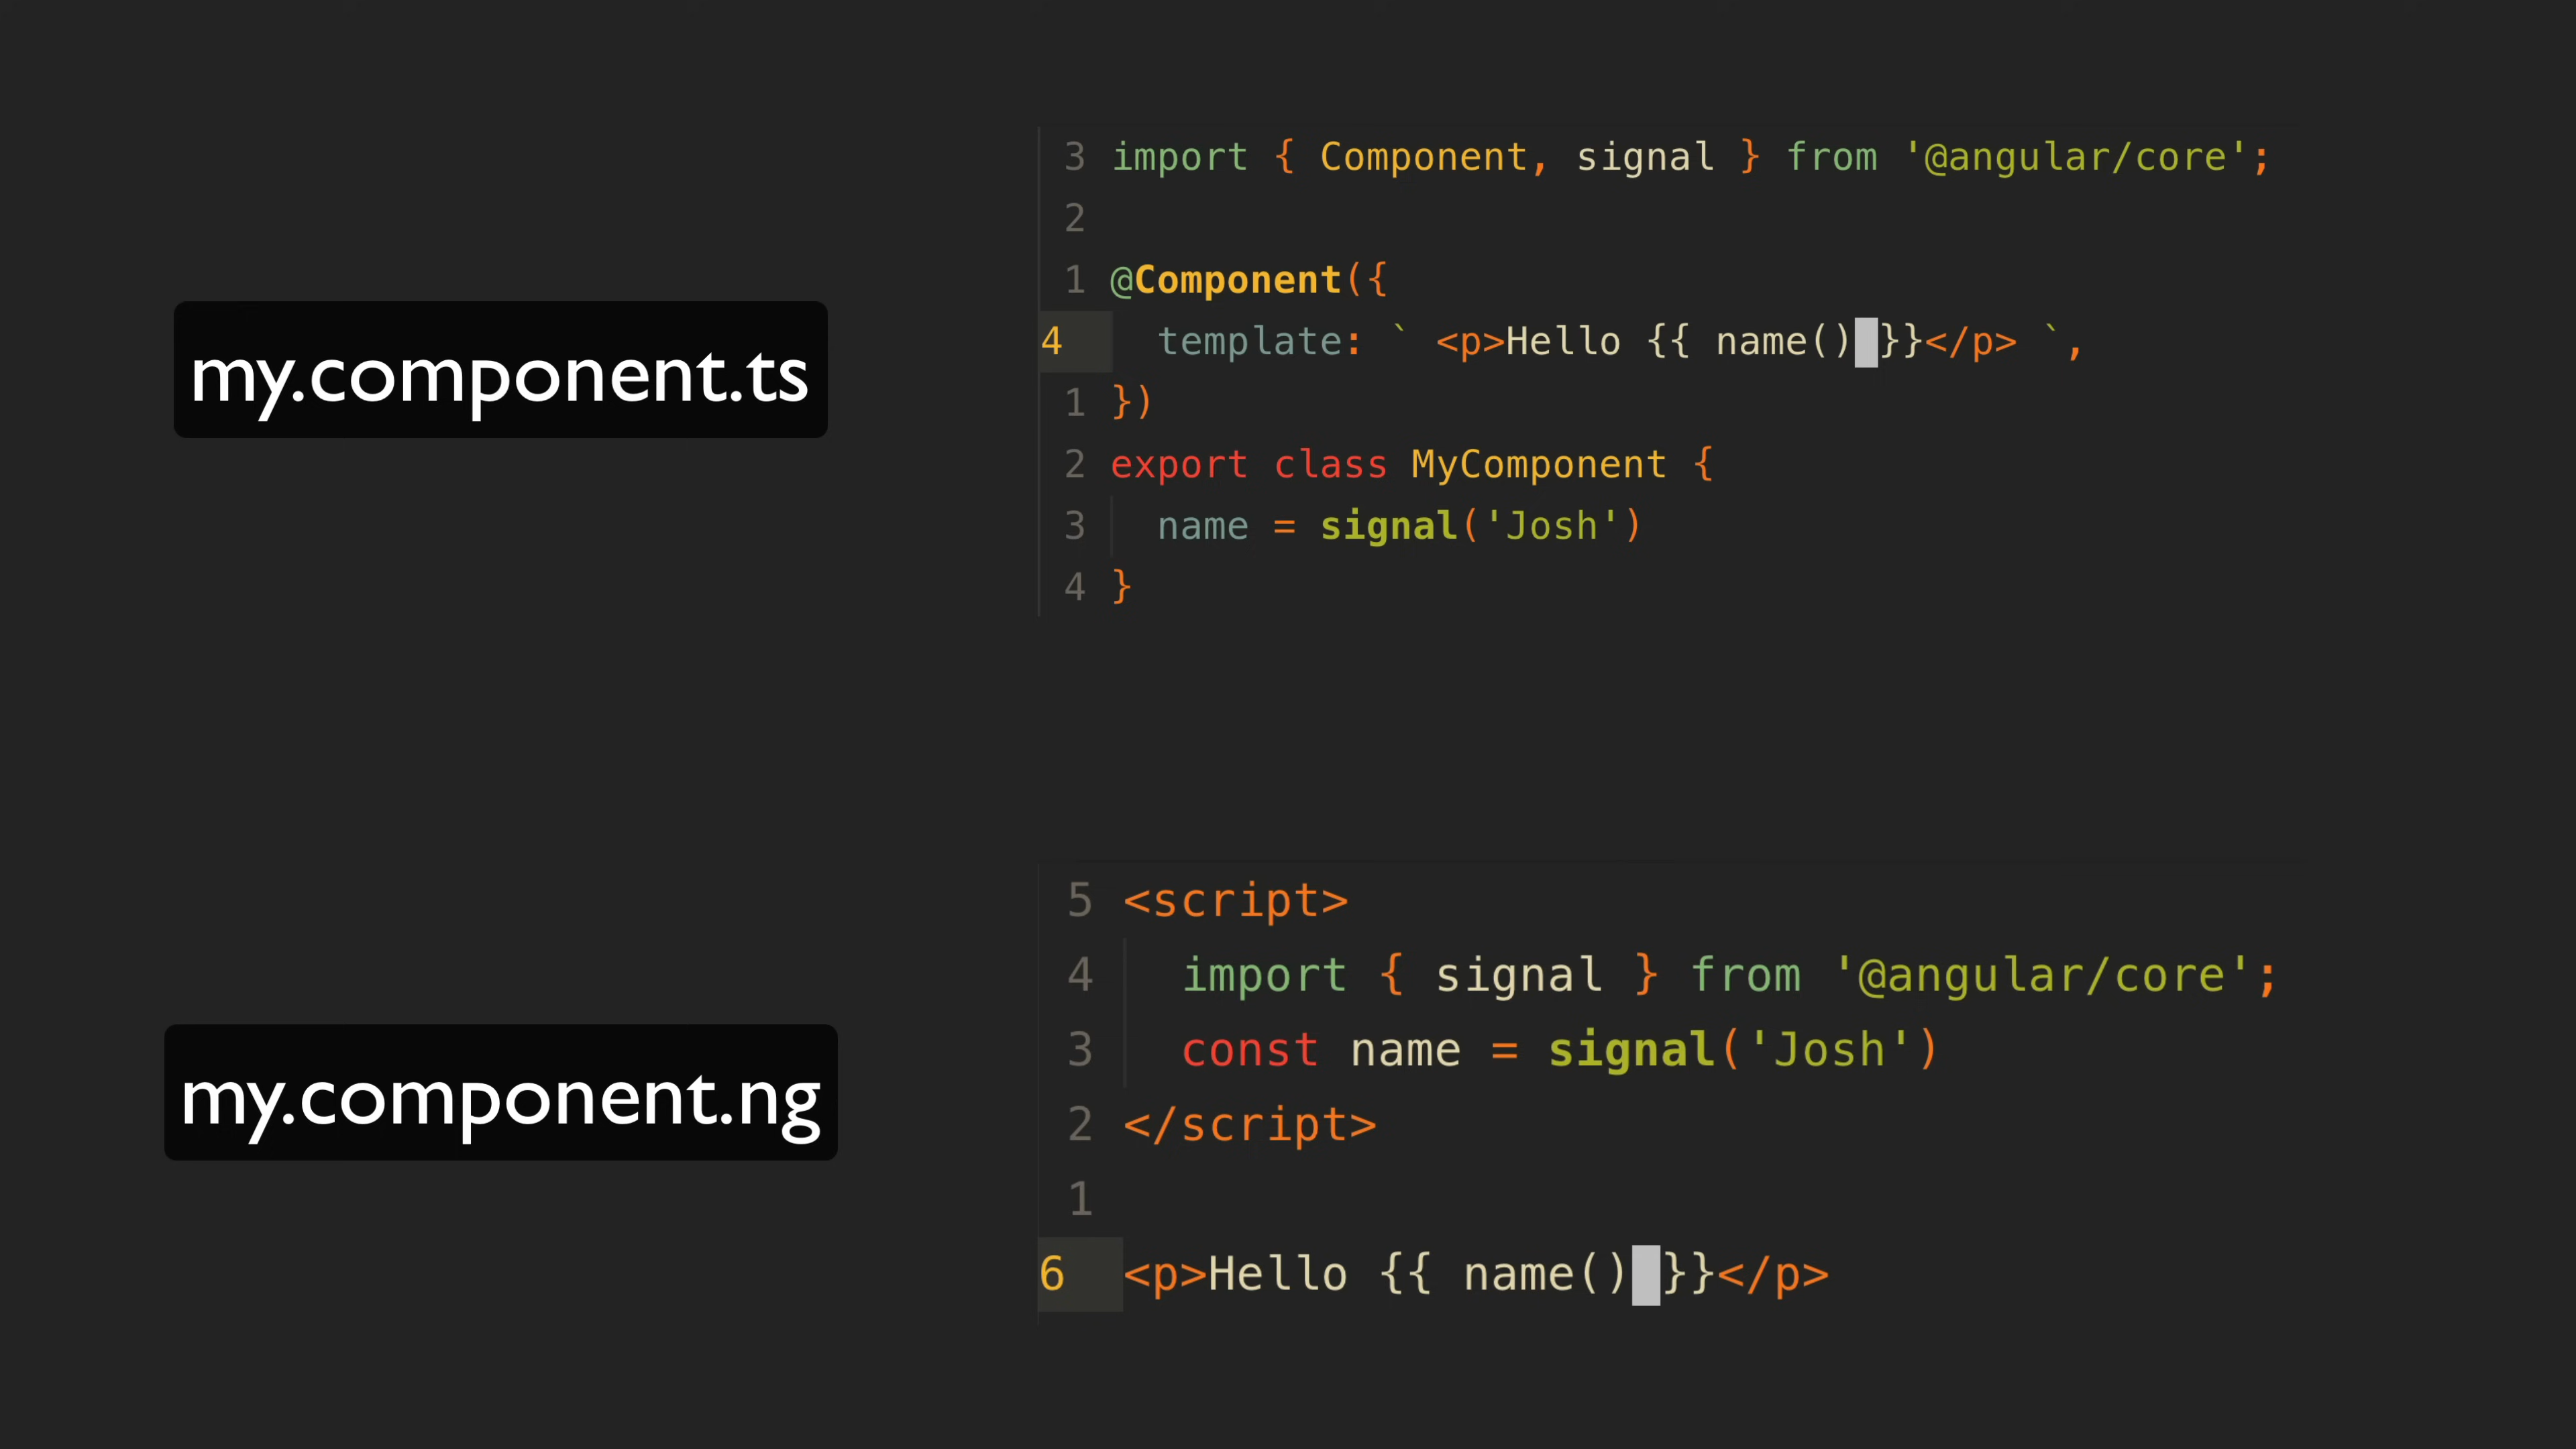 my.component.ts
3 import { Component, signal } from '@angular/core';
2
1 @Component({
4   template: ` <p>Hello {{ name() }}</p> `,
1 })
2 export class MyComponent {
3   name = signal('Josh')
4 }
my.component.ng
5 <script>
4   import { signal } from '@angular/core';
3   const name = signal('Josh')
2 </script>
1
6 <p>Hello {{ name() }}</p>